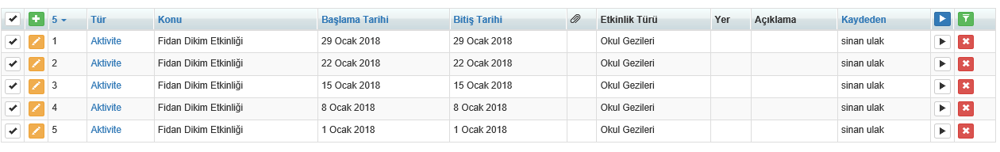 5 Tür Konu Başlama Tarihi Bitiş Tarihi Etkinlik Türü Yer Açıklama Kaydeden
1 Aktivite Fidan Dikim Etkinliği 29 Ocak 2018 29 Ocak 2018 Okul Gezileri sinan ulak
2 Aktivite Fidan Dikim Etkinliği 22 Ocak 2018 22 Ocak 2018 Okul Gezileri sinan ulak
3 Aktivite Fidan Dikim Etkinliği 15 Ocak 2018 15 Ocak 2018 Okul Gezileri sinan ulak
4 Aktivite Fidan Dikim Etkinliği 8 Ocak 2018 8 Ocak 2018 Okul Gezileri sinan ulak
5 Aktivite Fidan Dikim Etkinliği 1 Ocak 2018 1 Ocak 2018 Okul Gezileri sinan ulak